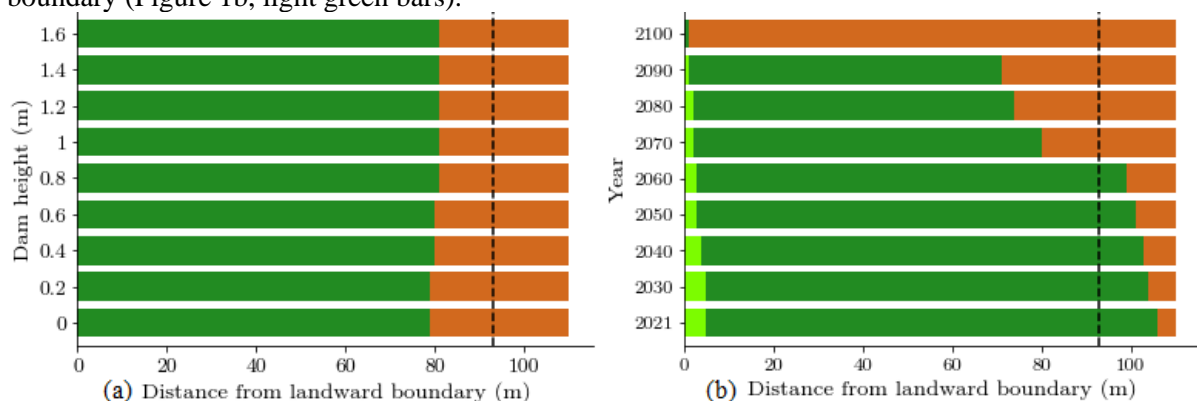 boundary (Figure 1b, light green bars).
1.6
1.4
1.2
1
0.8
0.6
0.4
0.2
0
Dam height (m)
0 20 40 60 80 100
(a) Distance from landward boundary (m)
2100
2090
2080
2070
2060
2050
2040
2030
2021
Year
0 20 40 60 80 100
(b) Distance from landward boundary (m)